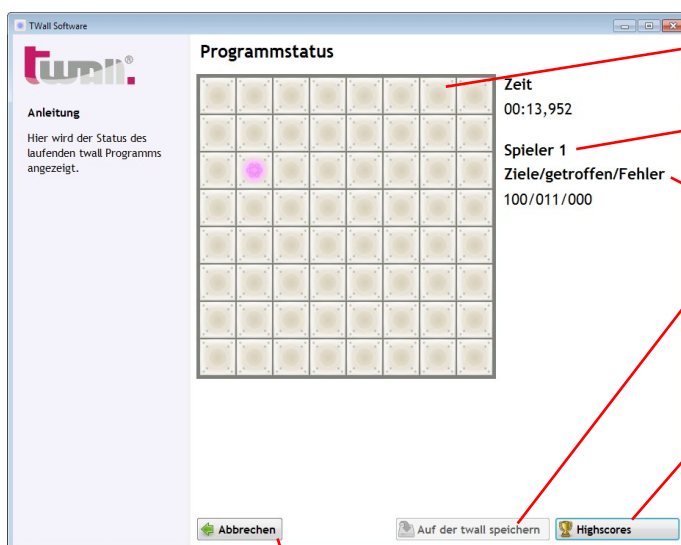 TWall Software
twall.®
Programmstatus
Anleitung
Hier wird der Status des
laufenden twall Programms
angezeigt.
Zeit
00:13,952
Spieler 1
Ziele/getroffen/Fehler
100/011/000
Abbrechen
Auf der twall speichern
Highscores